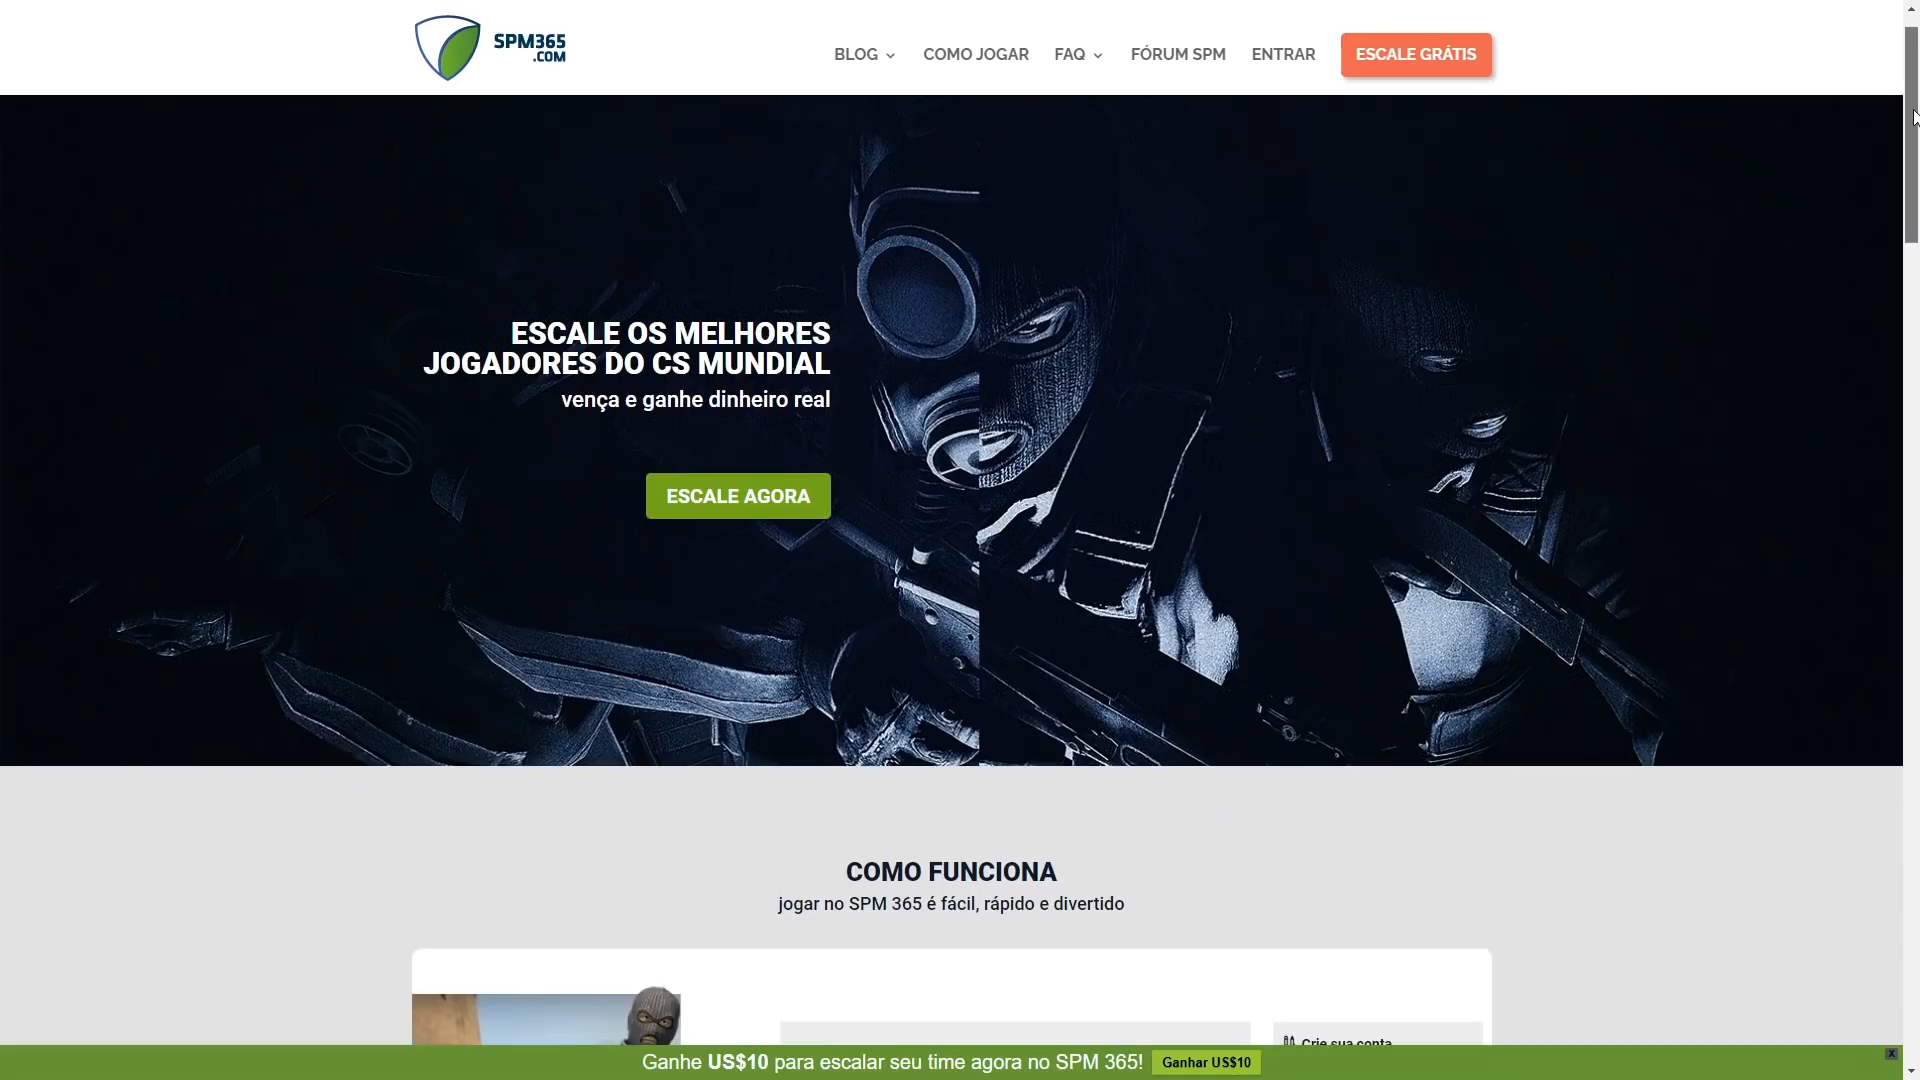 SPM365
.COM
BLOG
COMO JOGAR
FAQ
FÓRUM SPM
ENTRAR
ESCALE GRÁTIS
ESCALE OS MELHORES
JOGADORES DO CS MUNDIAL
vença e ganhe dinheiro real
ESCALE AGORA
COMO FUNCIONA
jogar no SPM 365 é fácil, rápido e divertido
Crie sua conta
Ganhe US$10 para escalar seu time agora no SPM 365!
Ganhar US$10
X